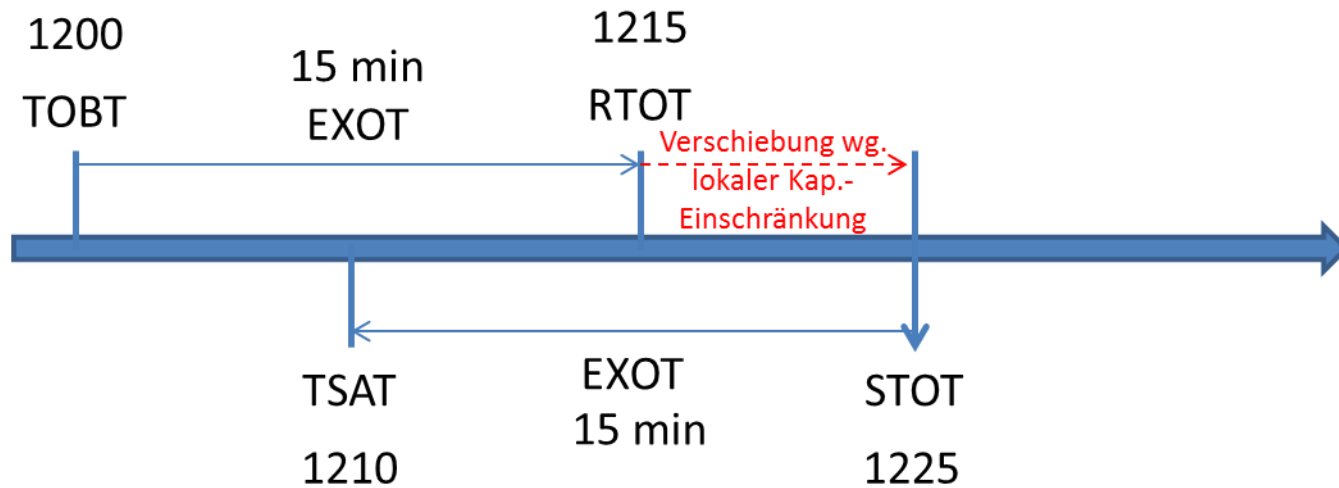 1200
TOBT
15 min
EXOT
1215
RTOT
Verschiebung wg.
lokaler Kap.-
Einschränkung
TSAT
1210
EXOT
15 min
STOT
1225